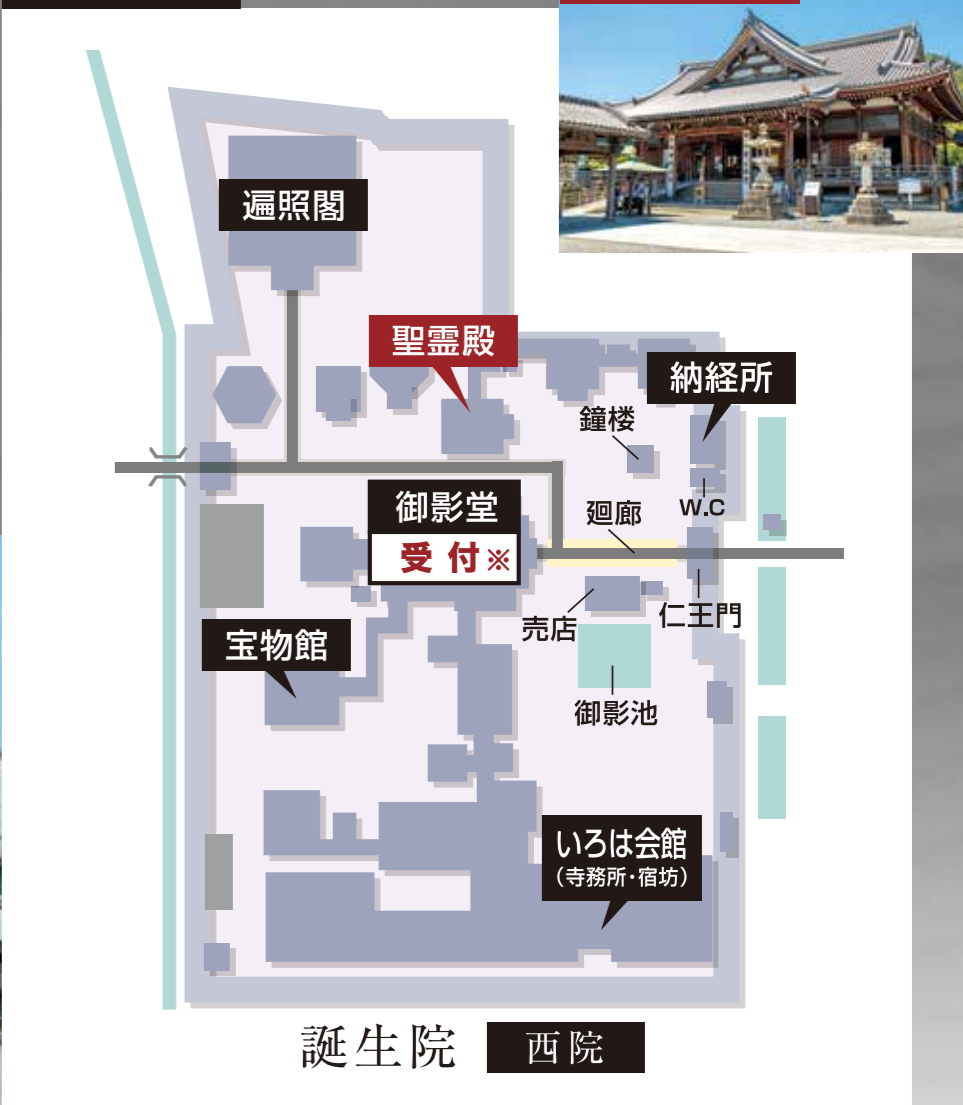 遍照閣
聖霊殿
納経所
鐘楼
W.C
御影堂
受付※
廻廊
仁王門
売店
宝物館
御影池
いろは会館
(寺務所・宿坊)
誕生院 西院